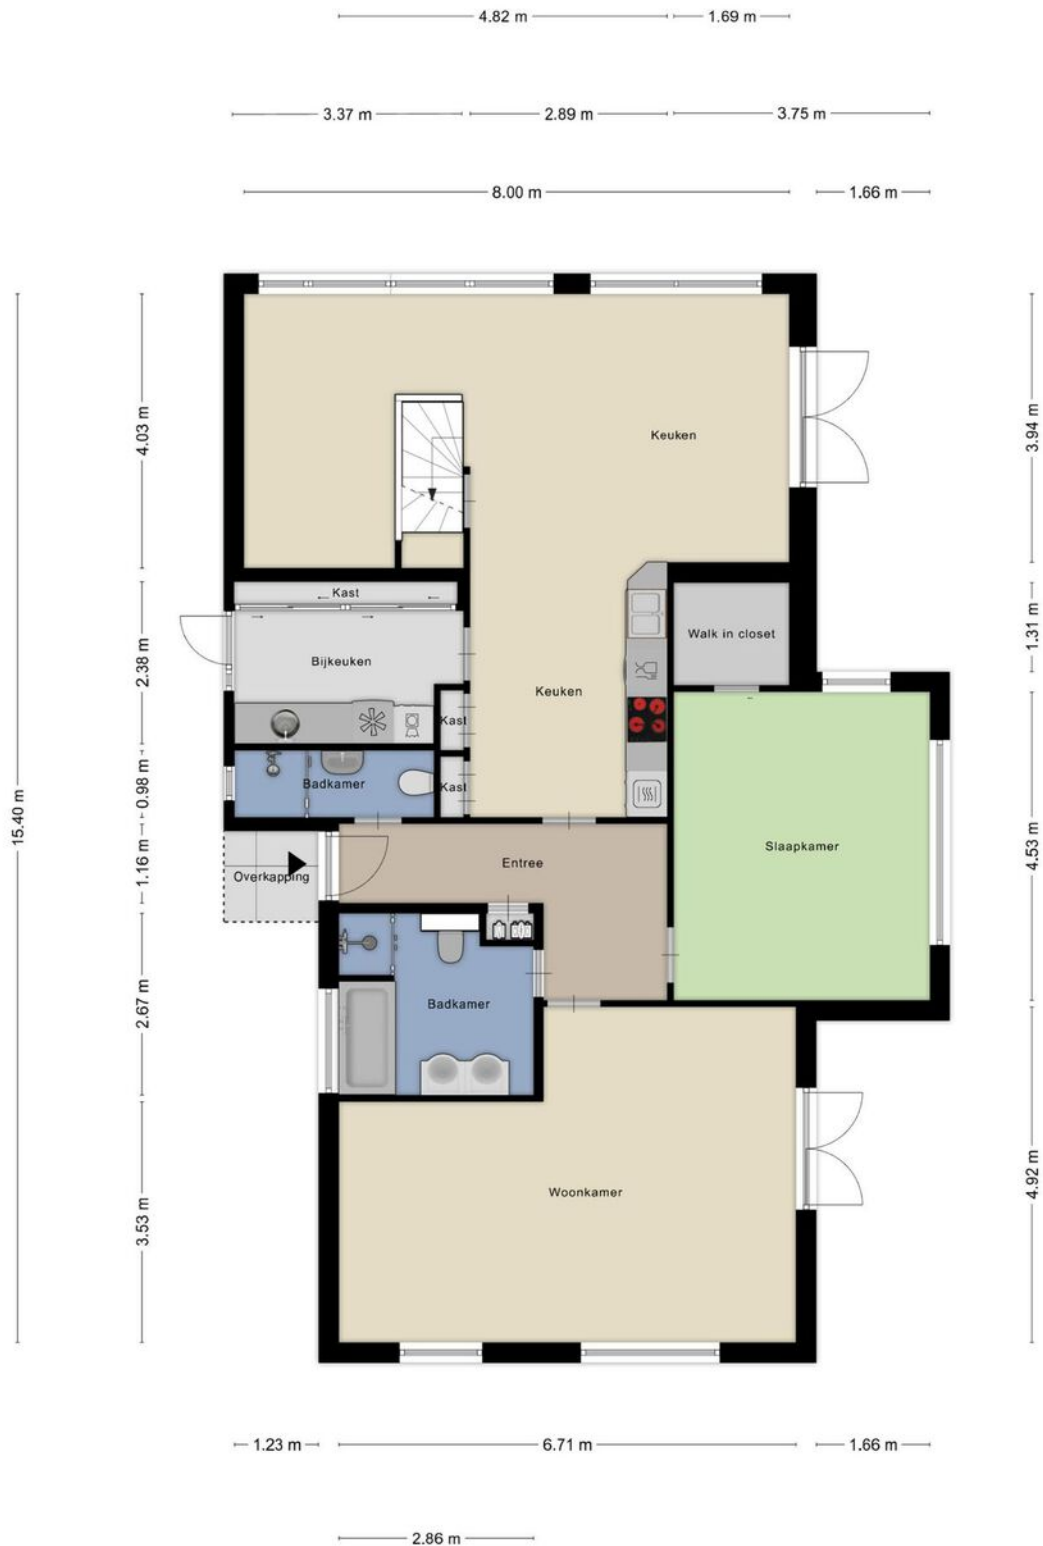 4.82 m
1.69 m
3.37 m
2.89 m
3.75 m
8.00 m
1.66 m
4.03 m
3.94 m
Keuken
Kast
1.31 m
Walk in closet
2.38 m
Bijkeuken
Keuken
Kast
15.40 m
0.98 m
Badkamer
Kast
1.16 m
Entree
Slaapkamer
4.53 m
Overkapping
2.67 m
Badkamer
Woonkamer
3.53 m
4.92 m
1.23 m
6.71 m
1.66 m
2.86 m